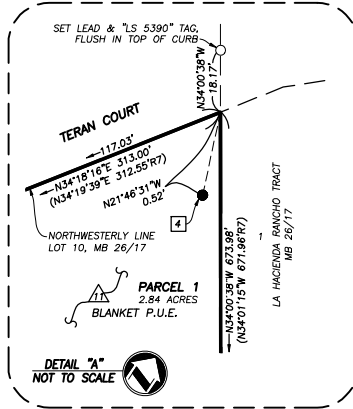 SET LEAD & "LS 5390" TAG,
FLUSH IN TOP OF CURB
N34°00'38"W
18.17'
TERAN COURT
117.03'
N34°18'16"E 313.00'
(N34°19'39"E 312.55'R7)
N21°46'31"W
0.52'
4
NORTHWESTERLY LINE
LOT 10, MB 26/17
11
PARCEL 1
2.84 ACRES
BLANKET P.U.E.
N34°00'38"W 673.98'
(N34°01'15"W 671.96'R7)
1
LA HACIENDA RANCHO TRACT
MB 26/17
DETAIL "A"
NOT TO SCALE